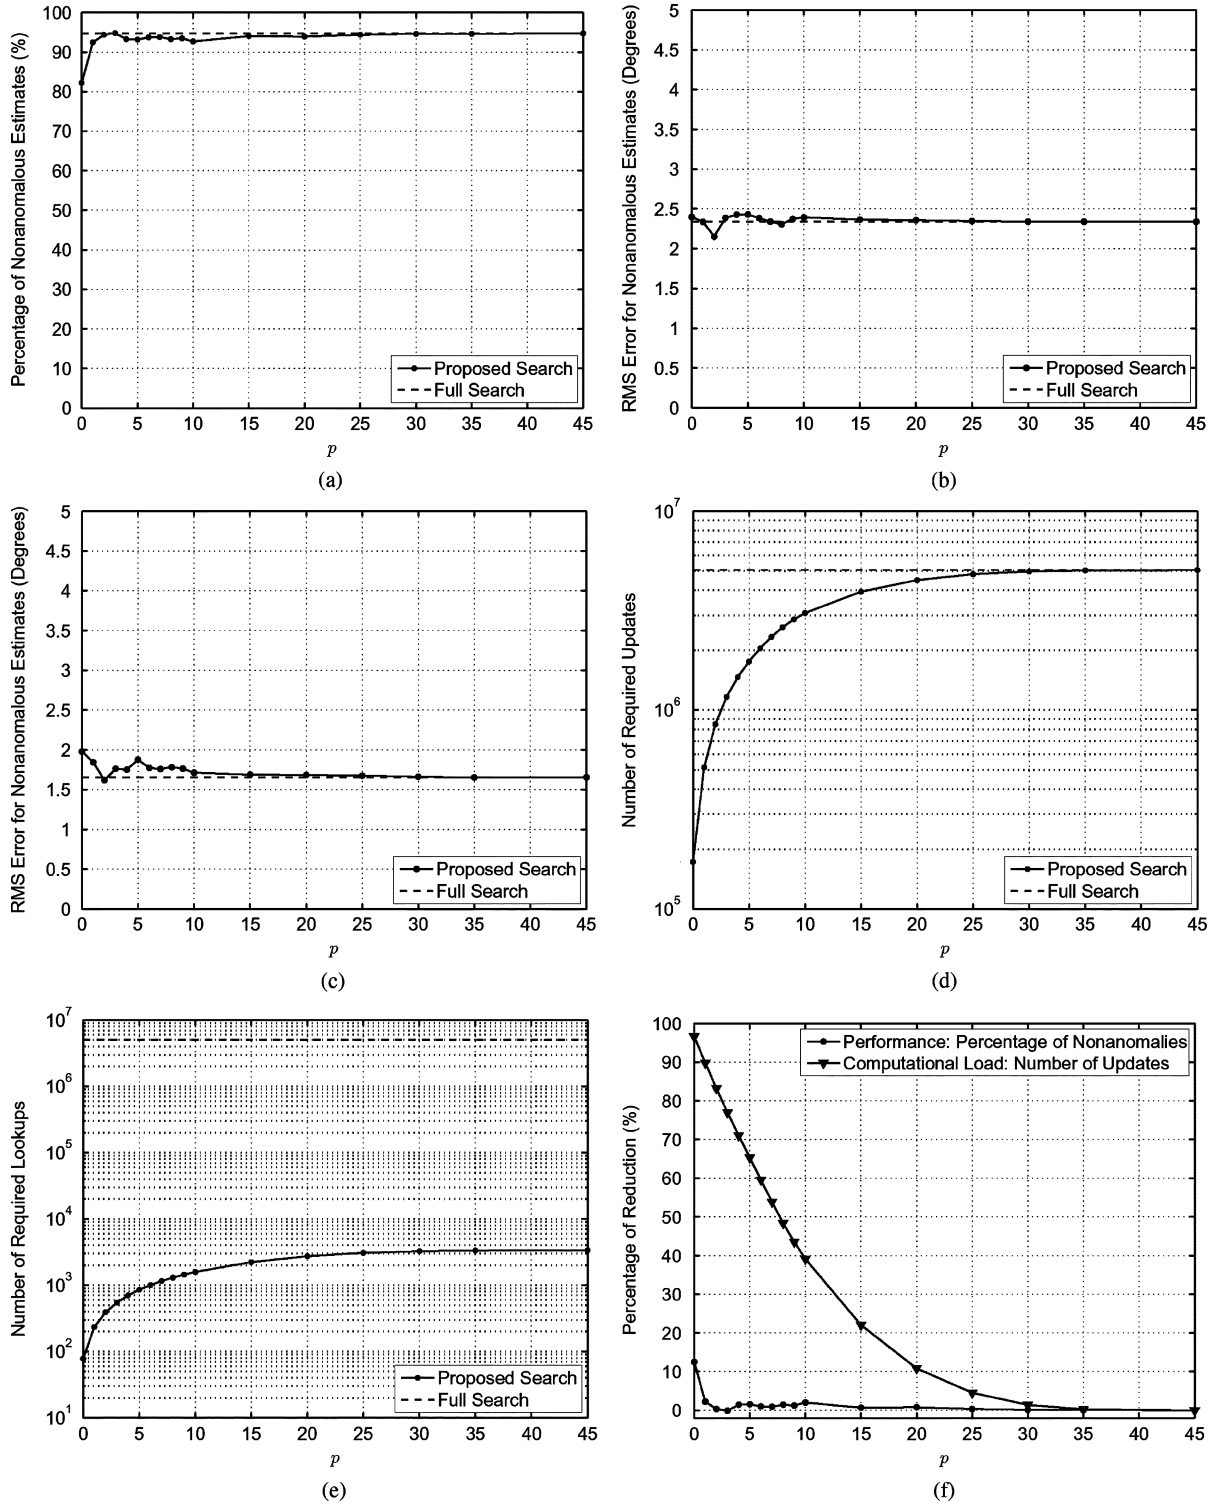 Percentage of Nonanomalous Estimates (%)
100
90
80
70
60
50
40
30
20
10
0
Proposed Search
Full Search
0 5 10 15 20 25 30 35 40 45
p
(a)
RMS Error for Nonanomalous Estimates (Degrees)
5
4.5
4
3.5
3
2.5
2
1.5
1
0.5
0
Proposed Search
Full Search
0 5 10 15 20 25 30 35 40 45
p
(b)
RMS Error for Nonanomalous Estimates (Degrees)
5
4.5
4
3.5
3
2.5
2
1.5
1
0.5
0
Proposed Search
Full Search
0 5 10 15 20 25 30 35 40 45
p
(c)
Number of Required Updates
10^7
10^6
10^5
Proposed Search
Full Search
0 5 10 15 20 25 30 35 40 45
p
(d)
Number of Required Lookups
10^7
10^6
10^5
10^4
10^3
10^2
10^1
Proposed Search
Full Search
0 5 10 15 20 25 30 35 40 45
p
(e)
Percentage of Reduction (%)
100
90
80
70
60
50
40
30
20
10
0
Performance: Percentage of Nonanomalies
Computational Load: Number of Updates
0 5 10 15 20 25 30 35 40 45
p
(f)